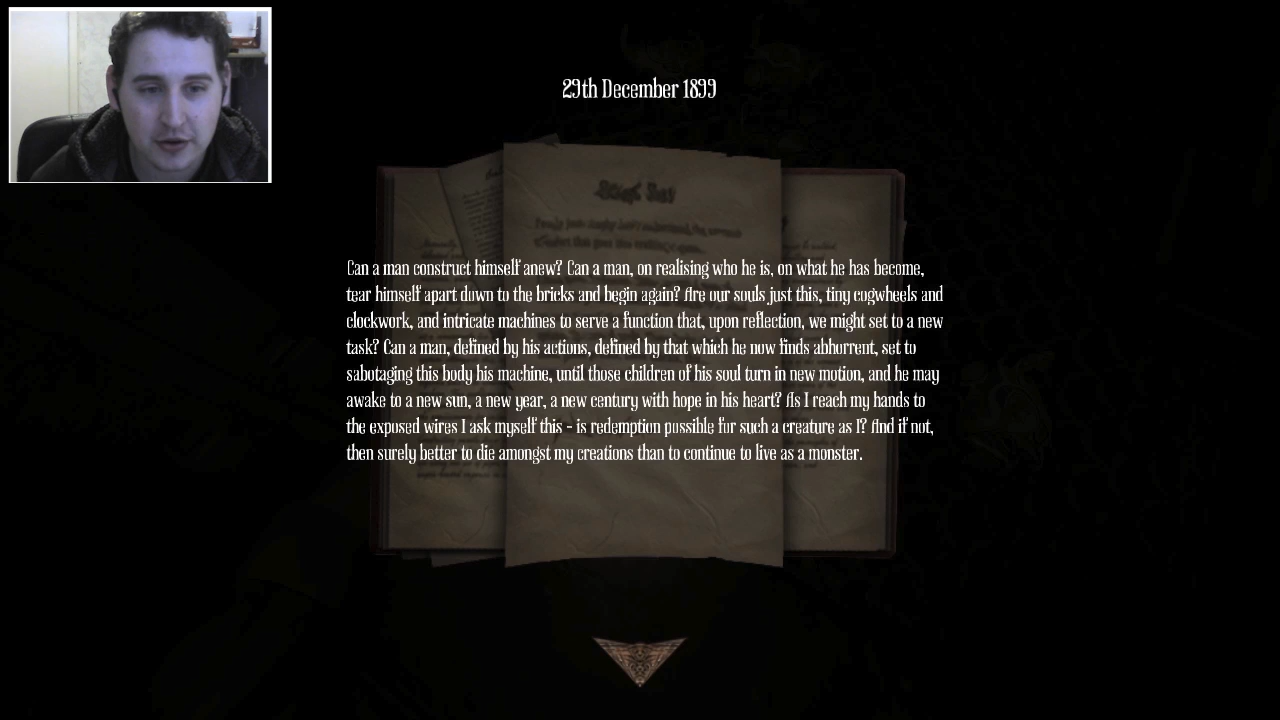 29th December 1899
Can a man construct himself anew? Can a man, on realising who he is, on what he has become,
tear himself apart down to the bricks and begin again? Are our souls just this, tiny cogwheels and
clockwork, and intricate machines to serve a function that, upon reflection, we might set to a new
task? Can a man, defined by his actions, defined by that which he now finds abhorrent, set to
sabotaging this body his machine, until those children of his soul turn in new motion, and he may
awake to a new sun, a new year, a new century with hope in his heart? As I reach my hands to
the exposed wires I ask myself this - is redemption possible for such a creature as I? And if not,
then surely better to die amongst my creations than to continue to live as a monster.